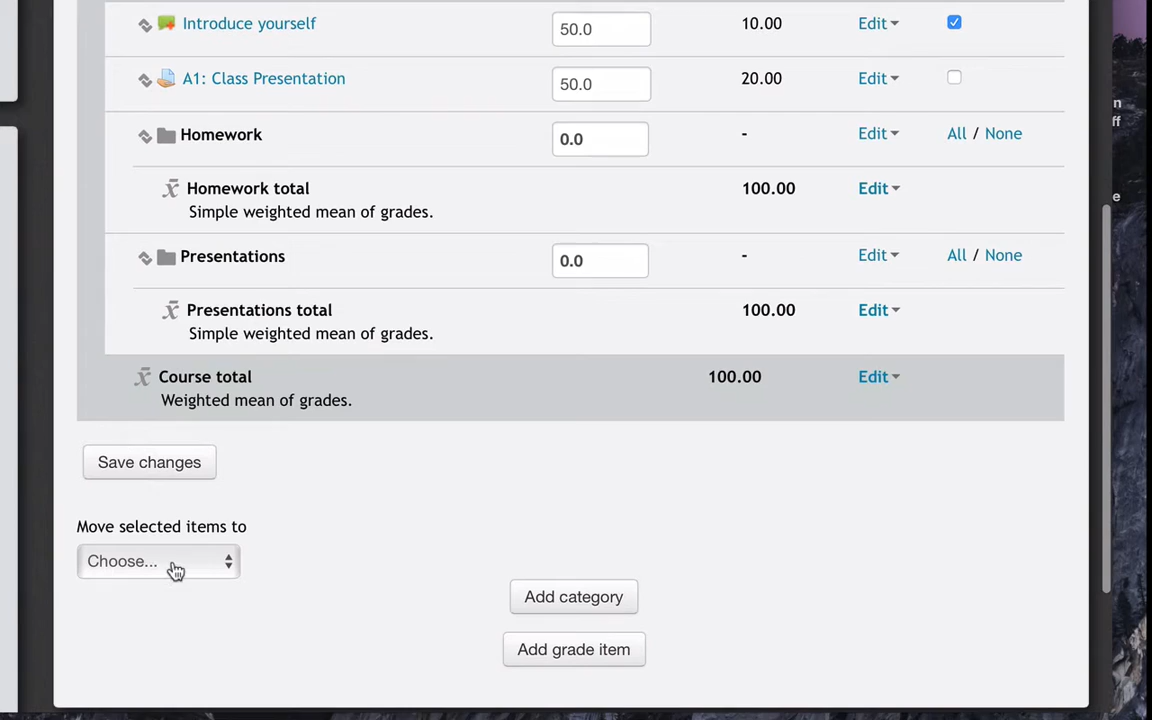 Introduce yourself 50.0 10.00 Edit
A1: Class Presentation 50.0 20.00 Edit
Homework 0.0 - Edit All / None
Homework total 100.00 Edit
Simple weighted mean of grades.
Presentations 0.0 - Edit All / None
Presentations total 100.00 Edit
Simple weighted mean of grades.
Course total 100.00 Edit
Weighted mean of grades.
Save changes
Move selected items to
Choose...
Add category
Add grade item
n
ff
e